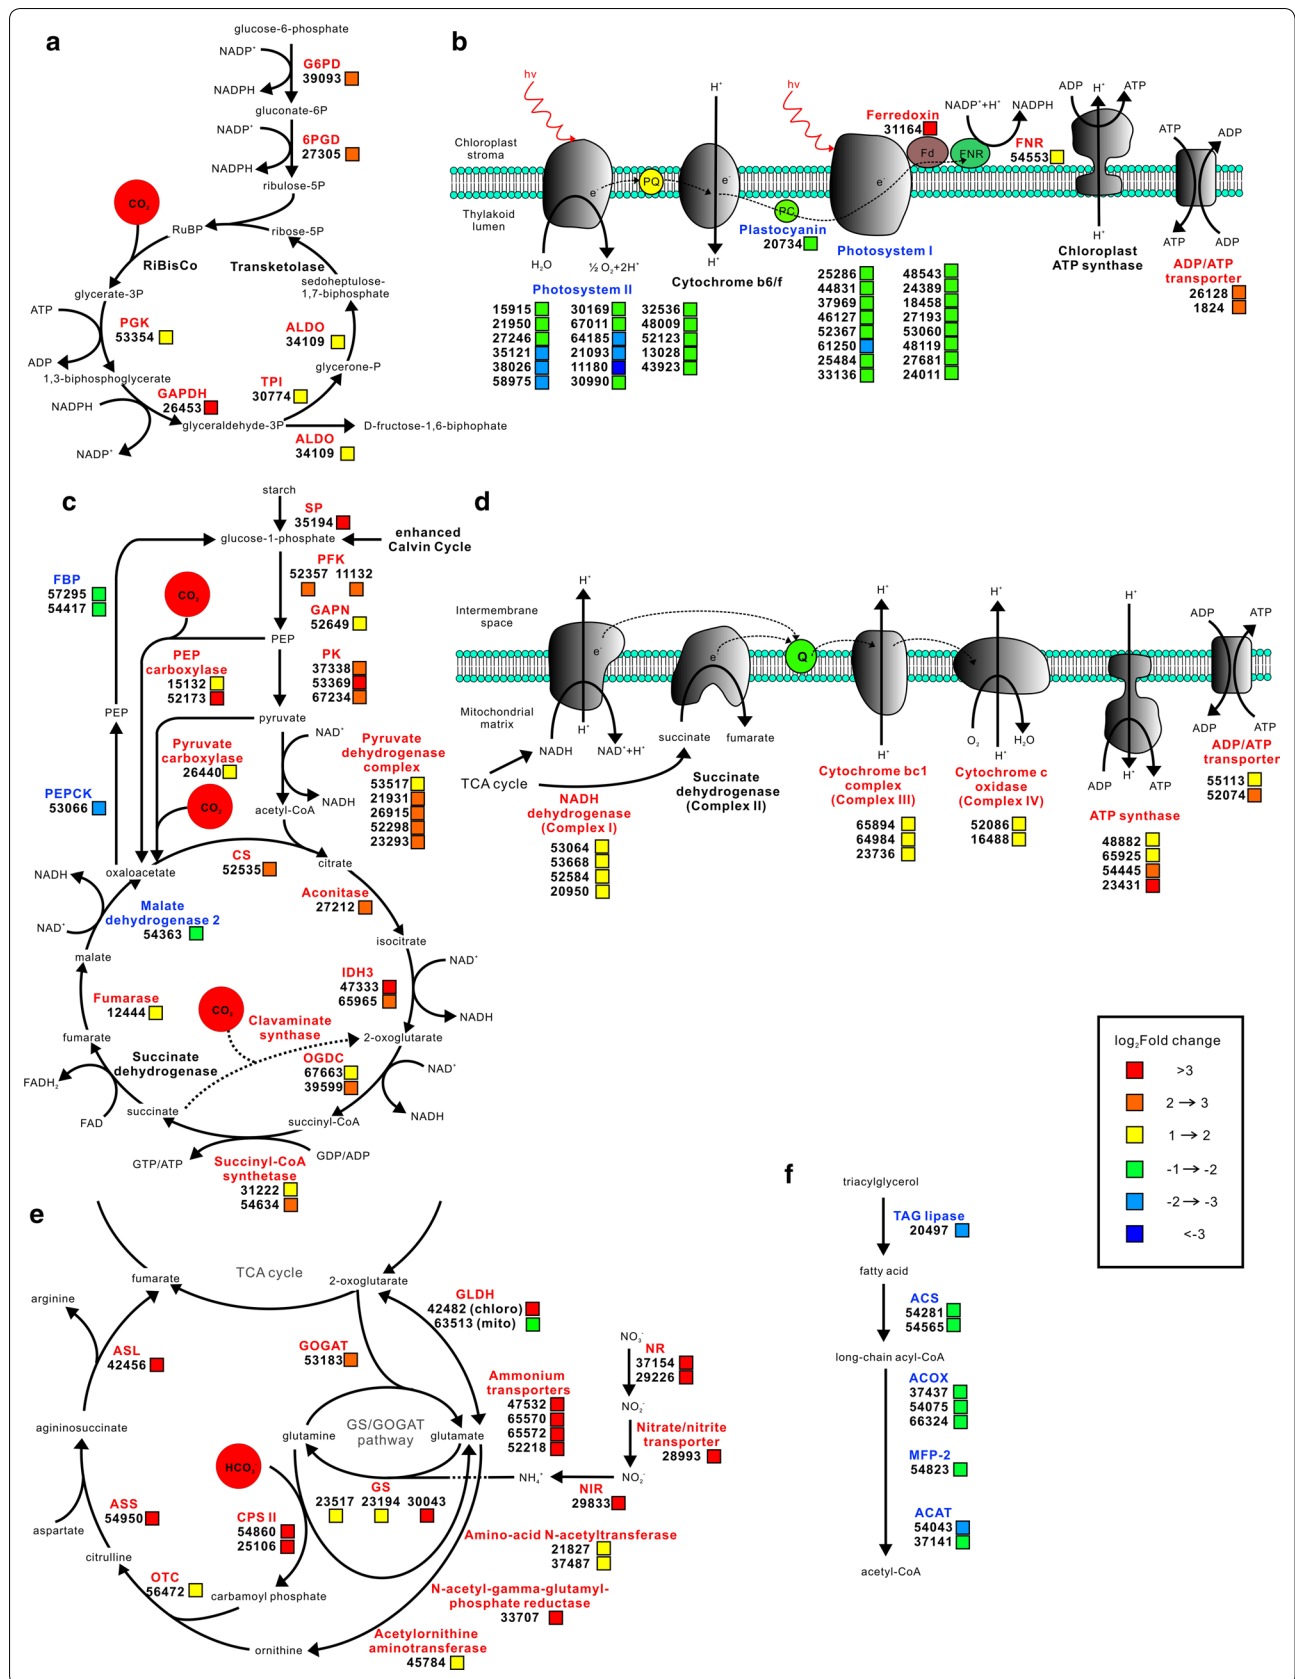 a
glucose-6-phosphate
NADP⁺
G6PD
39093
NADPH
gluconate-6P
NADP⁺
6PGD
27305
NADPH
ribulose-5P
CO₂
RuBP
ribose-5P
RiBisCo
Transketolase
sedoheptulose-
1,7-biphosphate
glycerate-3P
ATP
PGK
53354
ALDO
34109
ADP
glycerone-P
1,3-biphosphoglycerate
TPI
30774
GAPDH
26453
NADPH
glyceraldehyde-3P
D-fructose-1,6-biphophate
ALDO
34109
NADP⁺
b
hv
hv
H⁺
Ferredoxin
31164
NADP⁺+H⁺
NADPH
ADP
H⁺
ATP
FNR
54553
ATP
ADP
Chloroplast
stroma
Fd
FNR
e⁻
PQ
e⁻
e⁻
Thylakoid
lumen
PC
Plastocyanin
20734
H₂O
½ O₂+2H⁺
H⁺
H⁺
ATP
ADP
Photosystem II
Cytochrome b6/f
Photosystem I
Chloroplast
ATP synthase
ADP/ATP
transporter
26128
1824
15915 30169 32536
21950 67011 48009
27246 64185 52123
35121 21093 13028
38026 11180 43923
58975 30990
25286 48543
44831 24389
37969 18458
46127 27193
52367 53060
61250 48119
25484 27681
33136 24011
c
starch
SP
35194
glucose-1-phosphate
enhanced
Calvin Cycle
FBP
57295
54417
PFK
52357 11132
CO₂
GAPN
52649
PEP
PEP
carboxylase
15132
52173
PK
37338
53369
67234
PEP
pyruvate
NAD⁺
Pyruvate
carboxylase
26440
Pyruvate
dehydrogenase
complex
53517
21931
26915
52298
23293
PEPCK
53066
CO₂
NADH
acetyl-CoA
CS
52535
citrate
oxaloacetate
NADH
Aconitase
27212
Malate
dehydrogenase 2
54363
NAD⁺
isocitrate
malate
NAD⁺
IDH3
47333
65965
Fumarase
12444
CO₂
Clavaminate
synthase
NADH
fumarate
2-oxoglutarate
Succinate
dehydrogenase
OGDC
67663
39599
NAD⁺
FADH₂
FAD
succinate
succinyl-CoA
NADH
GTP/ATP
GDP/ADP
Succinyl-CoA
synthetase
31222
54634
d
H⁺
H⁺
H⁺
H⁺
ADP
ATP
Intermembrane
space
e⁻
e⁻
Q
Mitochondrial
matrix
H⁺
NADH
NAD⁺+H⁺
succinate
fumarate
H⁺
O₂
H⁺
H₂O
ADP
H⁺
ATP
ADP
ATP
TCA cycle
NADH
dehydrogenase
(Complex I)
53064
53668
52584
20950
Succinate
dehydrogenase
(Complex II)
Cytochrome bc1
complex
(Complex III)
65894
64984
23736
Cytochrome c
oxidase
(Complex IV)
52086
16488
ATP synthase
48882
65925
54445
23431
ADP/ATP
transporter
55113
52074
log₂Fold change
>3
2→3
1→2
-1→-2
-2→-3
<-3
e
TCA cycle
fumarate
2-oxoglutarate
arginine
GLDH
42482 (chloro)
63513 (mito)
ASL
42456
GOGAT
53183
NO₃⁻
NR
37154
29226
Ammonium
transporters
47532
65570
65572
52218
NO₂⁻
agininosuccinate
glutamine
GS/GOGAT
pathway
glutamate
Nitrate/nitrite
transporter
28993
HCO₃⁻
NH₄⁺
NO₂⁻
GS
23517 23194 30043
NIR
29833
ASS
54950
aspartate
CPS II
54860
25106
Amino-acid N-acetyltransferase
21827
37487
citrulline
OTC
56472
carbamoyl phosphate
N-acetyl-gamma-glutamyl-
phosphate reductase
33707
Acetylornithine
aminotransferase
45784
ornithine
f
triacylglycerol
TAG lipase
20497
fatty acid
ACS
54281
54565
long-chain acyl-CoA
ACOX
37437
54075
66324
MFP-2
54823
ACAT
54043
37141
acetyl-CoA